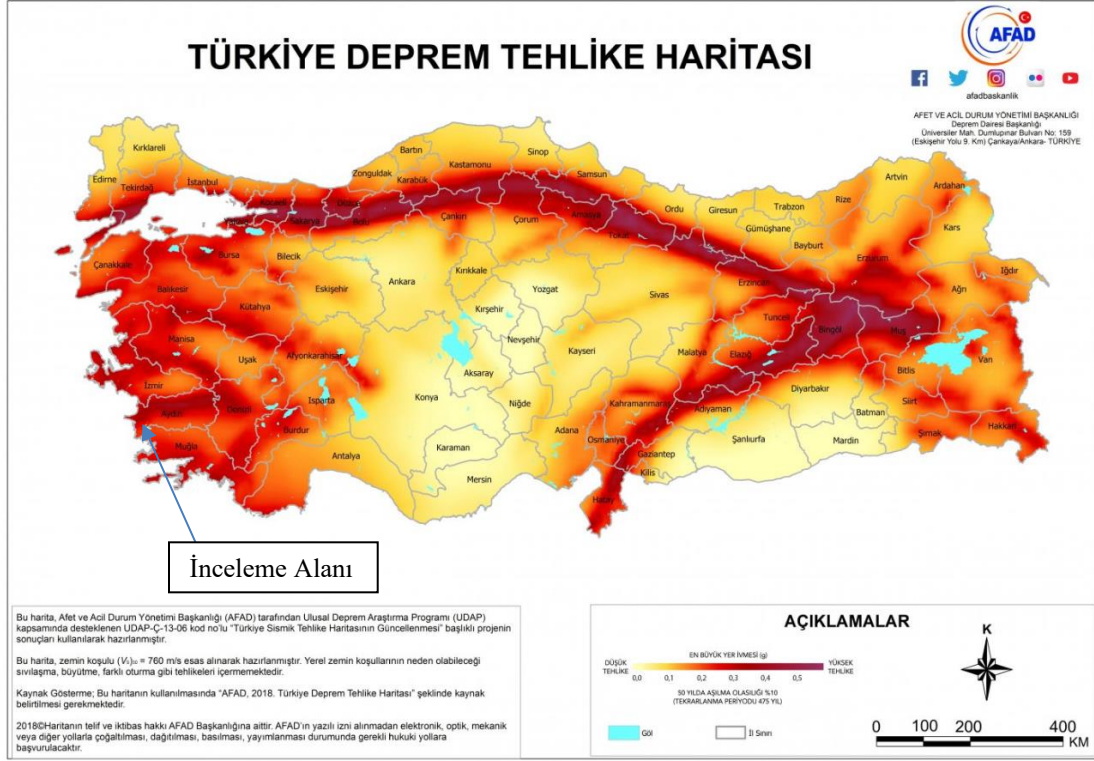 TÜRKİYE DEPREM TEHLİKE HARİTASI
AFAD
afadbaskanlik
AFET VE ACİL DURUM YÖNETİMİ BAŞKANLIĞI
Deprem Dairesi Başkanlığı
Üniversiler Mah. Dumlupınar Bulvarı No: 159
(Eskişehir Yolu 9. Km) Çankaya/Ankara- TÜRKİYE
Kırklareli
Edirne
Tekirdağ
İstanbul
Kocaeli
Yalova
Sakarya
Düzce
Bolu
Zonguldak
Bartın
Karabük
Kastamonu
Sinop
Samsun
Çankırı
Çorum
Amasya
Tokat
Ordu
Giresun
Trabzon
Gümüşhane
Rize
Bayburt
Artvin
Ardahan
Kars
Erzurum
Iğdır
Ağrı
Çanakkale
Balıkesir
Bursa
Bilecik
Kütahya
Eskişehir
Ankara
Kırıkkale
Kırşehir
Yozgat
Sivas
Erzincan
Tunceli
Bingöl
Muş
Manisa
Uşak
Afyonkarahisar
Nevşehir
Kayseri
Malatya
Elazığ
Bitlis
Van
İzmir
Aydın
Denizli
Isparta
Burdur
Konya
Aksaray
Niğde
Kahramanmaraş
Adıyaman
Diyarbakır
Batman
Siirt
Şırnak
Hakkari
Muğla
Antalya
Karaman
Mersin
Adana
Osmaniye
Gaziantep
Kilis
Hatay
Şanlıurfa
Mardin
İnceleme Alanı
Bu harita, Afet ve Acil Durum Yönetimi Başkanlığı (AFAD) tarafından Ulusal Deprem Araştırma Programı (UDAP)
kapsamında desteklenen UDAP-Ç-13-06 kod no'lu "Türkiye Sismik Tehlike Haritasının Güncellenmesi" başlıklı projenin
sonuçları kullanılarak hazırlanmıştır.
Bu harita, zemin koşulu (Vs)30 = 760 m/s esas alınarak hazırlanmıştır. Yerel zemin koşullarının neden olabileceği
sıvılaşma, büyütme, farklı oturma gibi tehlikeleri içermemektedir.
Kaynak Gösterme; Bu haritanın kullanılmasında "AFAD, 2018. Türkiye Deprem Tehlike Haritası" şeklinde kaynak
belirtilmesi gerekmektedir.
2018©Haritanın telif ve iktibas hakkı AFAD Başkanlığına aittir. AFAD'ın yazılı izni alınmadan elektronik, optik, mekanik
veya diğer yollarla çoğaltılması, dağıtılması, basılması, yayımlanması durumunda gerekli hukuki yollara
başvurulacaktır.
AÇIKLAMALAR
EN BÜYÜK YER İVMESİ (g)
DÜŞÜK
TEHLİKE
YÜKSEK
TEHLİKE
0,0 0,1 0,2 0,3 0,4 0,5
50 YILDA AŞILMA OLASILIĞI %10
(TEKRARLANMA PERİYODU 475 YIL)
Göl
İl Sınırı
K
0 100 200 400
KM